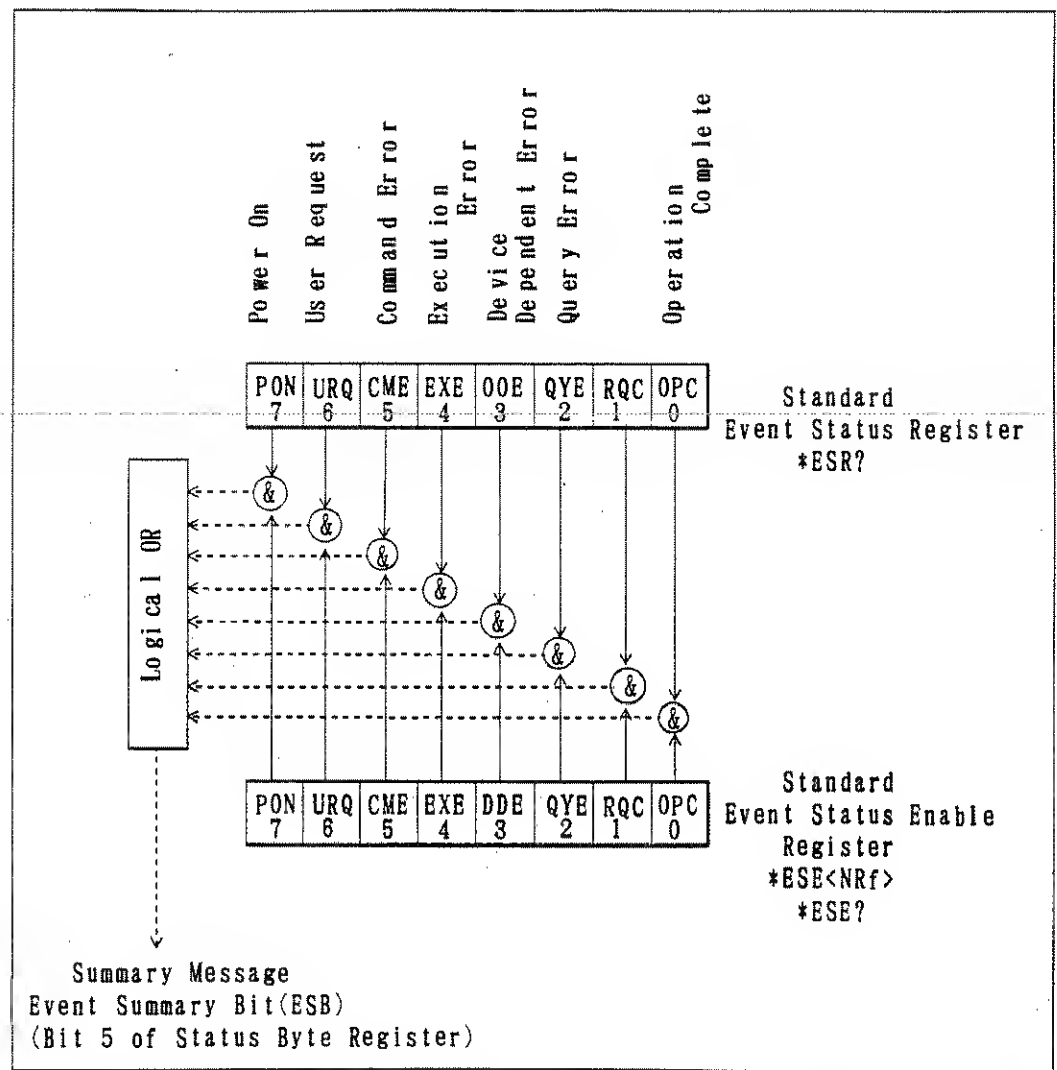 Power On
User Request
Command Error
Execution
Error
Device
Dependent Error
Query Error
Operation
Complete
PON URQ CME EXE OOE QYE RQC OPC
7 6 5 4 3 2 1 0
Standard
Event Status Register
*ESR?
&
&
&
&
&
&
&
&
Logical OR
PON URQ CME EXE DDE QYE RQC OPC
7 6 5 4 3 2 1 0
Standard
Event Status Enable
Register
*ESE<NRf>
*ESE?
Summary Message
Event Summary Bit(ESB)
(Bit 5 of Status Byte Register)